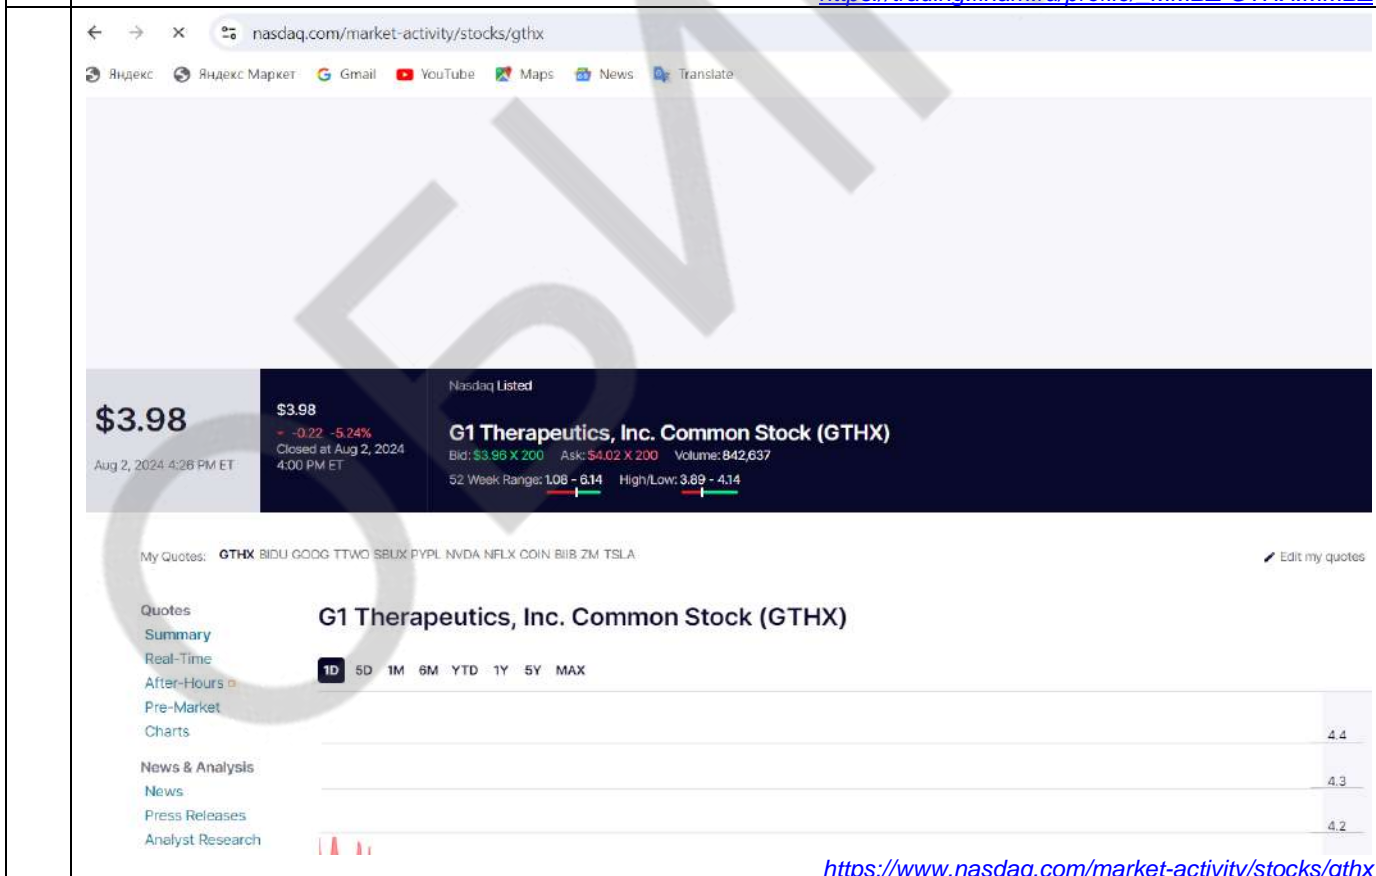 nasdaq.com/market-activity/stocks/gthx
Яндекс Яндекс Маркет Gmail YouTube Maps News Translate
Nasdaq Listed
$3.98
$3.98
-0.22 -5.24%
G1 Therapeutics, Inc. Common Stock (GTHX)
Closed at Aug 2, 2024
Bid: $3.96 X 200 Ask: $4.02 X 200 Volume: 842,637
Aug 2, 2024 4:26 PM ET
4:00 PM ET
52 Week Range: 1.08 - 6.14 High/Low: 3.89 - 4.14
My Quotes: GTHX BIDU GOOG TTWO SBUX PYPL NVDA NFLX COIN BIIB ZM TSLA
Edit my quotes
Quotes
G1 Therapeutics, Inc. Common Stock (GTHX)
Summary
Real-Time
1D 5D 1M 6M YTD 1Y 5Y MAX
After-Hours
Pre-Market
Charts
4.4
News & Analysis
4.3
News
Press Releases
4.2
Analyst Research
https://www.nasdaq.com/market-activity/stocks/gthx